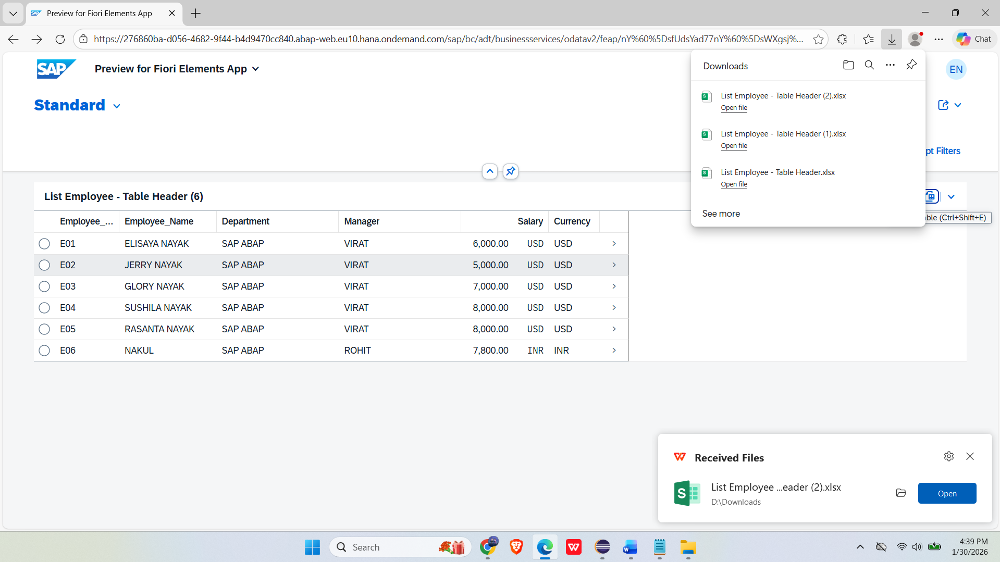 Preview for Fiori Elements App
https://276860ba-d056-4682-9f44-b4d9470cc840.abap-web.eu10.hana.ondemand.com/sap/bc/adt/businessservices/odatav2/feap/nY%60%5DsfUdsYad77nY%60%5DsWXgsj%...
Chat
SAP
Preview for Fiori Elements App
EN
Standard
Downloads
List Employee - Table Header (2).xlsx
Open file
List Employee - Table Header (1).xlsx
Open file
List Employee - Table Header.xlsx
Open file
See more
pt Filters
List Employee - Table Header (6)
able (Ctrl+Shift+E)
Employee_... Employee_Name Department Manager Salary Currency
E01 ELISAYA NAYAK SAP ABAP VIRAT 6,000.00 USD USD
E02 JERRY NAYAK SAP ABAP VIRAT 5,000.00 USD USD
E03 GLORY NAYAK SAP ABAP VIRAT 7,000.00 USD USD
E04 SUSHILA NAYAK SAP ABAP VIRAT 8,000.00 USD USD
E05 RASANTA NAYAK SAP ABAP VIRAT 8,000.00 USD USD
E06 NAKUL SAP ABAP ROHIT 7,800.00 INR INR
Received Files
List Employee ...eader (2).xlsx
D:\Downloads
Open
Search
4:39 PM
1/30/2026